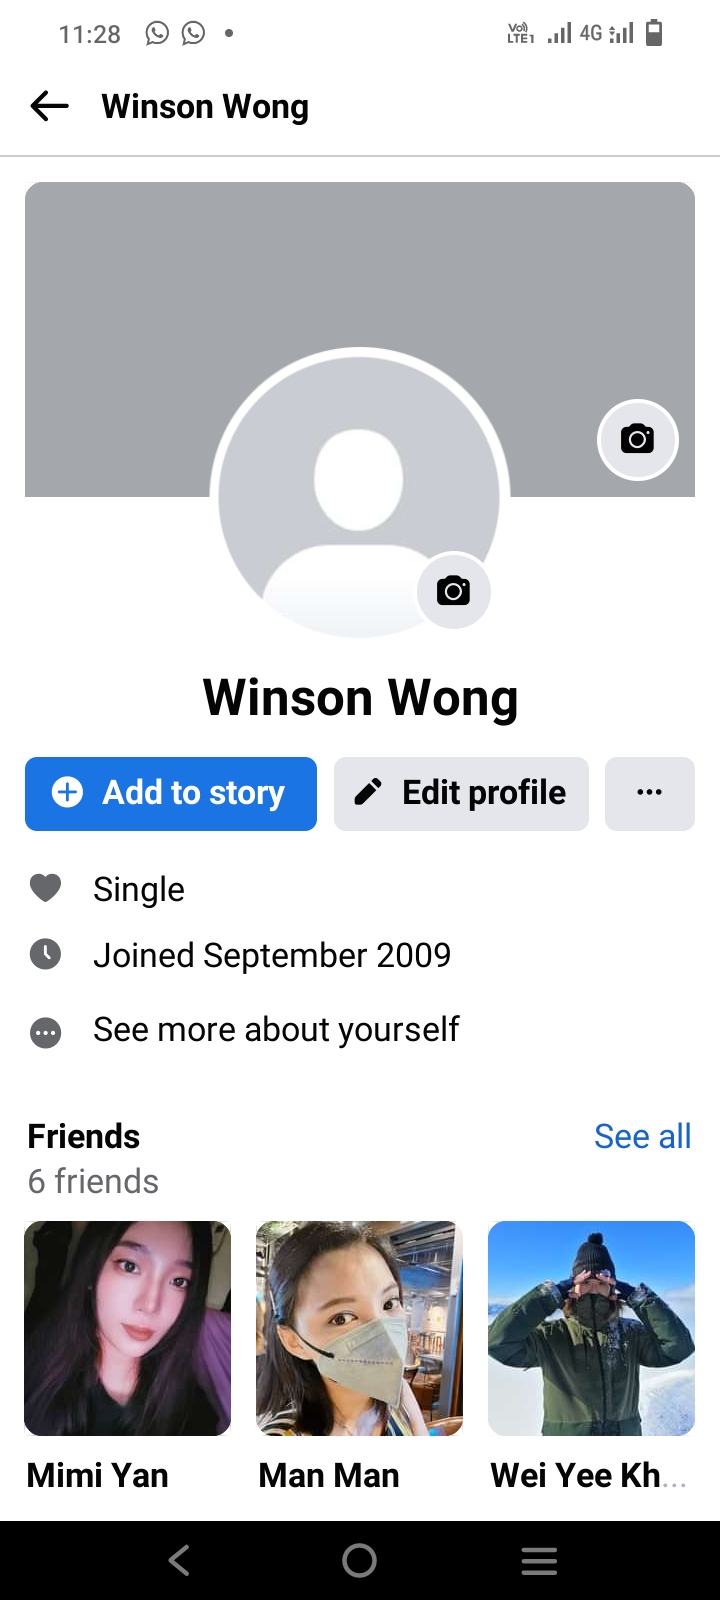 11:28
Vo) LTE1 4G
Winson Wong
Winson Wong
Add to story
Edit profile
Single
Joined September 2009
See more about yourself
Friends
See all
6 friends
Mimi Yan
Man Man
Wei Yee Kh...